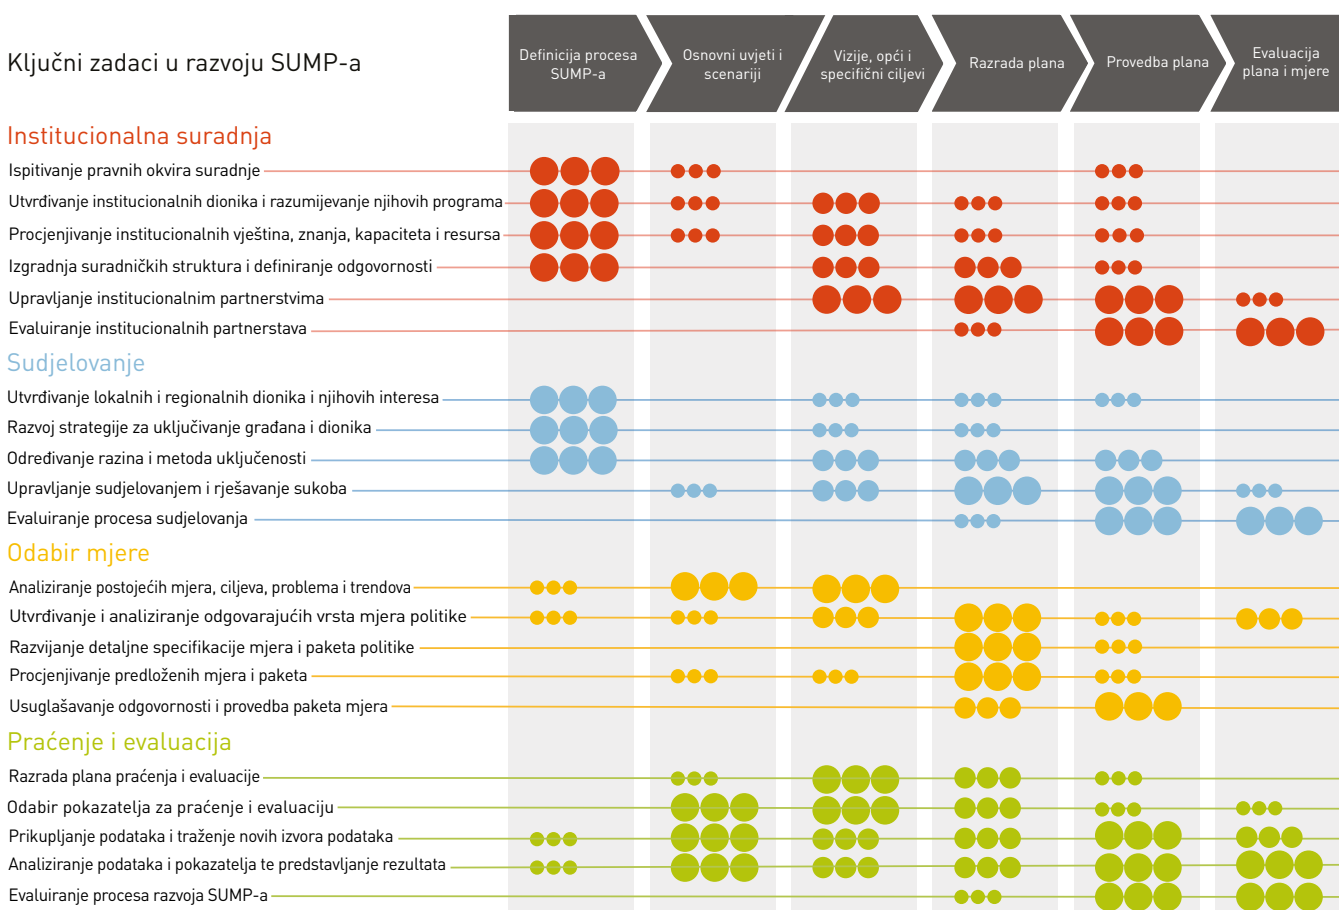 Ključni zadaci u razvoju SUMP-a
Definicija procesa
SUMP-a
Osnovni uvjeti i
scenariji
Vizije, opći i
specifični ciljevi
Razrada plana
Provedba plana
Evaluacija
plana i mjere
Institucionalna suradnja
Ispitivanje pravnih okvira suradnje
Utvrđivanje institucionalnih dionika i razumijevanje njihovih programa
Procjenjivanje institucionalnih vještina, znanja, kapaciteta i resursa
Izgradnja suradničkih struktura i definiranje odgovornosti
Upravljanje institucionalnim partnerstvima
Evaluiranje institucionalnih partnerstava
Sudjelovanje
Utvrđivanje lokalnih i regionalnih dionika i njihovih interesa
Razvoj strategije za uključivanje građana i dionika
Određivanje razina i metoda uključenosti
Upravljanje sudjelovanjem i rješavanje sukoba
Evaluiranje procesa sudjelovanja
Odabir mjere
Analiziranje postojećih mjera, ciljeva, problema i trendova
Utvrđivanje i analiziranje odgovarajućih vrsta mjera politike
Razvijanje detaljne specifikacije mjera i paketa politike
Procjenjivanje predloženih mjera i paketa
Usuglašavanje odgovornosti i provedba paketa mjera
Praćenje i evaluacija
Razrada plana praćenja i evaluacije
Odabir pokazatelja za praćenje i evaluaciju
Prikupljanje podataka i traženje novih izvora podataka
Analiziranje podataka i pokazatelja te predstavljanje rezultata
Evaluiranje procesa razvoja SUMP-a